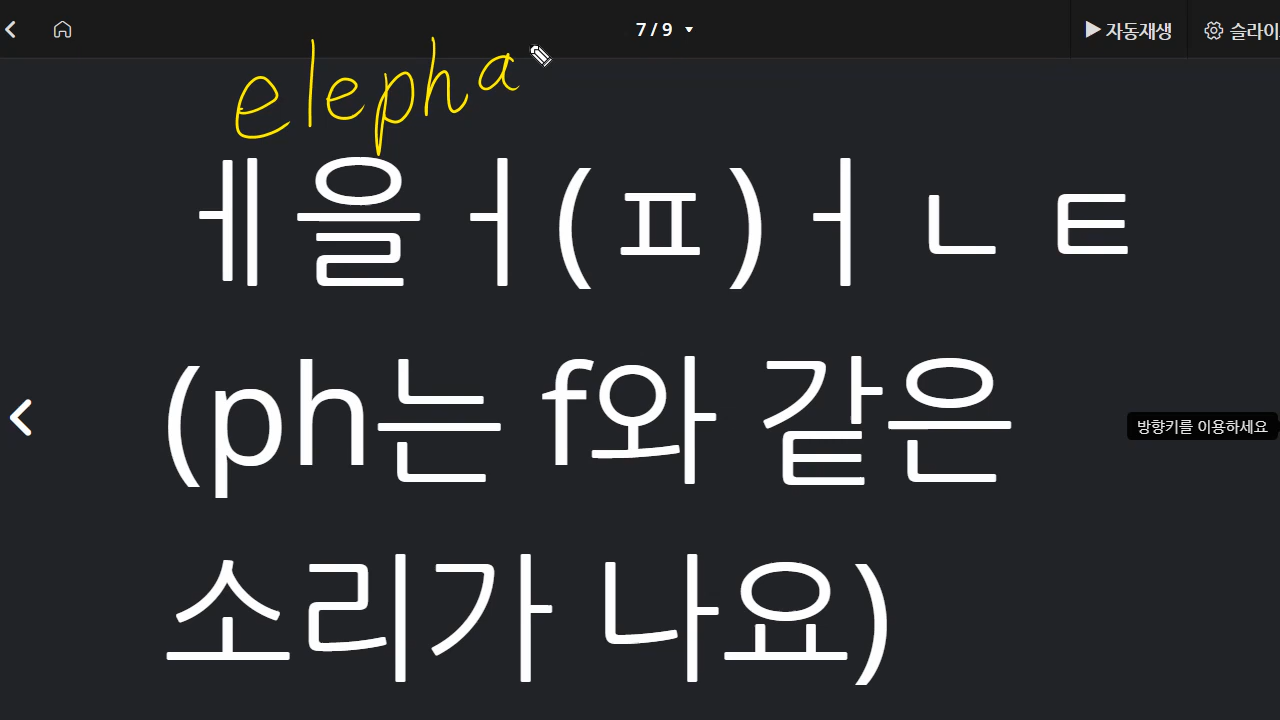 7 / 9
자동재생
슬라이
elepha
ㅔ을ㅓ(ㅍ)ㅓㄴㅌ
(ph는 f와 같은
방향키를 이용하세요
소리가 나요)